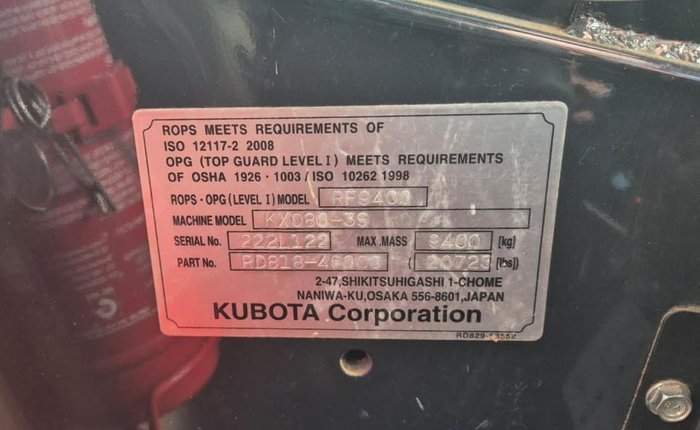 ROPS MEETS REQUIREMENTS OF
ISO 12117-2 2008
OPG (TOP GUARD LEVEL I) MEETS REQUIREMENTS
OF OSHA 1926・1003 / ISO 10262 1998
ROPS・OPG (LEVEL I) MODEL RF9400
MACHINE MODEL KX080-3S
SERIAL No. 222L122 MAX.MASS 9400 [kg]
PART No. RD818-46000 (20723 [lbs])
2-47,SHIKITSUHIGASHI 1-CHOME
NANIWA-KU,OSAKA 556-8601,JAPAN
KUBOTA Corporation